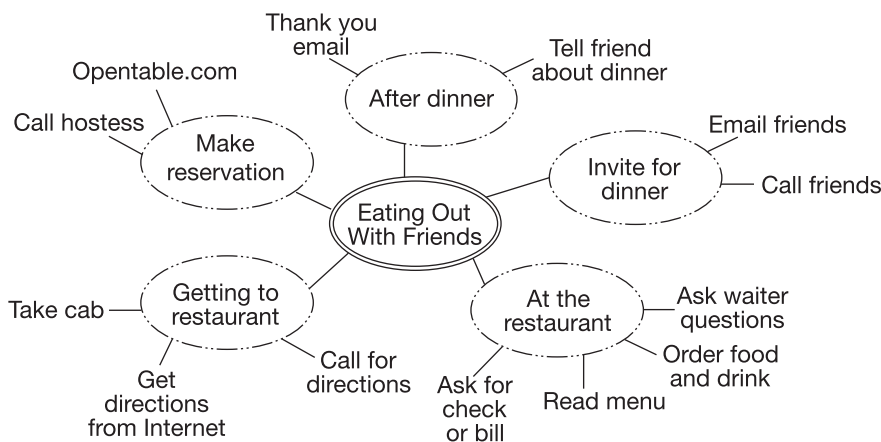 Thank you
email
Tell friend
about dinner
After dinner
Opentable.com
Call hostess
Make
reservation
Email friends
Invite for
dinner
Call friends
Eating Out
With Friends
Getting to
restaurant
Take cab
Get
directions
from Internet
Call for
directions
At the
restaurant
Ask waiter
questions
Order food
and drink
Read menu
Ask for
check
or bill